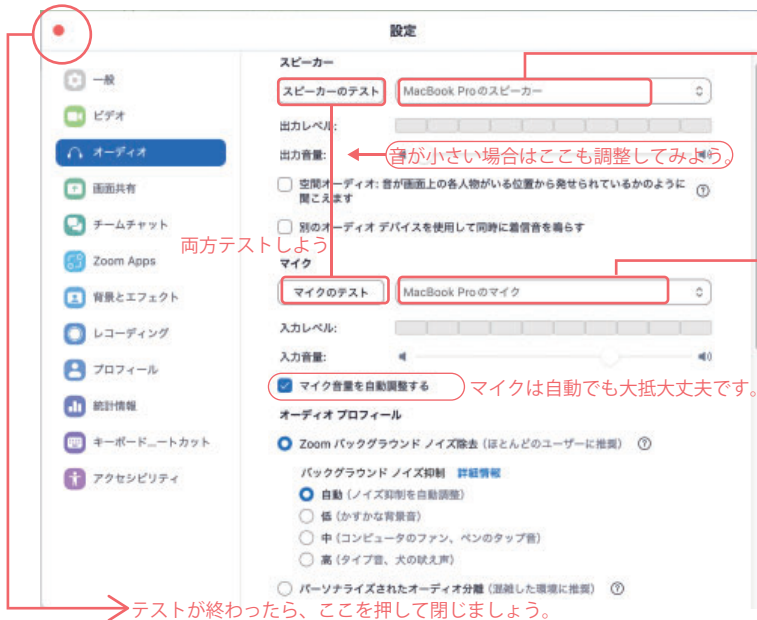 設定
一般
ビデオ
オーディオ
画面共有
チームチャット
Zoom Apps
背景とエフェクト
レコーディング
プロフィール
統計情報
キーボード...ートカット
アクセシビリティ
スピーカー
スピーカーのテスト
MacBook Proのスピーカー
出力レベル:
出力音量:
音が小さい場合はここも調整してみよう。
空間オーディオ: 音が画面上の各人物がいる位置から発せられているかのように
聞こえます
別のオーディオ デバイスを使用して同時に着信音を鳴らす
両方テストしよう
マイク
マイクのテスト
MacBook Proのマイク
入力レベル:
入力音量:
マイク音量を自動調整する
マイクは自動でも大抵大丈夫です。
オーディオ プロフィール
Zoom バックグラウンド ノイズ除去 (ほとんどのユーザーに推奨)
バックグラウンド ノイズ抑制 詳細情報
自動 (ノイズ抑制を自動調整)
低 (かすかな背景音)
中 (コンピュータのファン、ペンのタップ音)
高 (タイプ音、犬の吠え声)
パーソナライズされたオーディオ分離 (混雑した環境に推奨)
テストが終わったら、ここを押して閉じましょう。